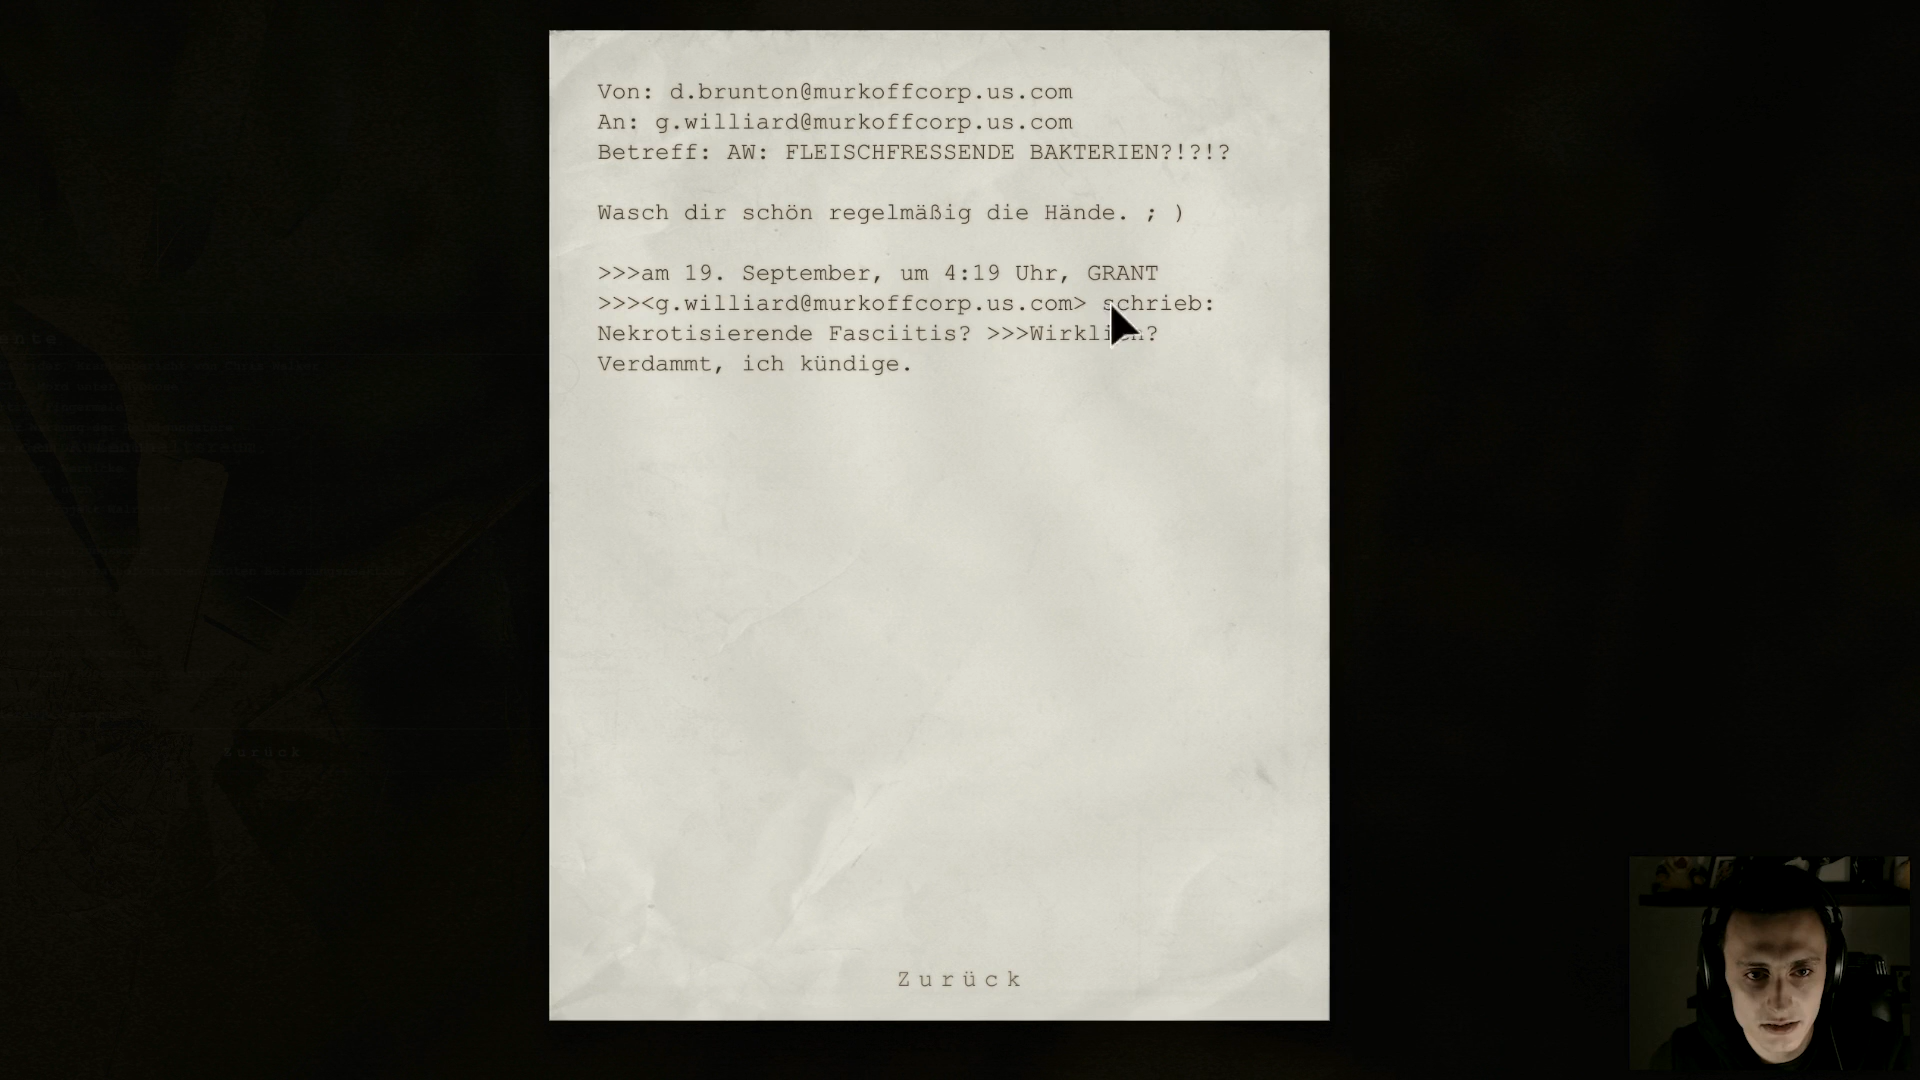 Von: d.brunton@murkoffcorp.us.com
An: g.williard@murkoffcorp.us.com
Betreff: AW: FLEISCHFRESSENDE BAKTERIEN?!?!?
Wasch dir schön regelmäßig die Hände. ; )
>>>am 19. September, um 4:19 Uhr, GRANT
>>><g.williard@murkoffcorp.us.com> schrieb:
Nekrotisierende Fasciitis? >>>Wirklich?
Verdammt, ich kündige.
Zurück
Zurück